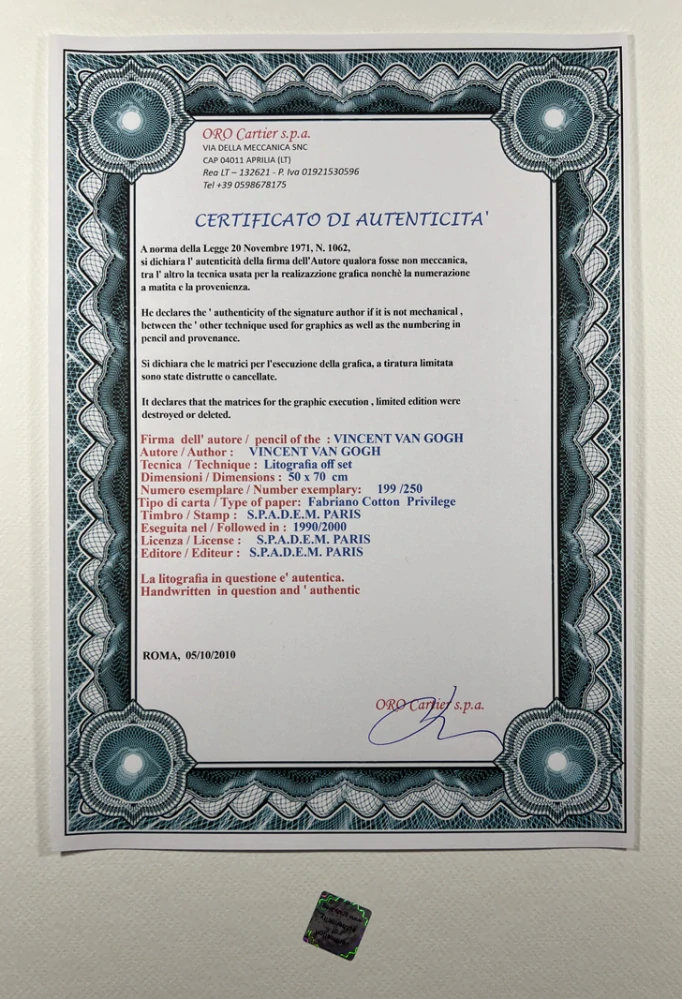 ORO Cartier s.p.a.
VIA DELLA MECCANICA SNC
CAP 04011 APRILIA (LT)
Rea LT – 132621 - P. Iva 01921530596
Tel +39 0598678175
CERTIFICATO DI AUTENTICITA'
A norma della Legge 20 Novembre 1971, N. 1062,
si dichiara l' autenticità della firma dell'Autore qualora fosse non meccanica,
tra l' altro la tecnica usata per la realizazzione grafica nonchè la numerazione
a matita e la provenienza.
He declares the ' authenticity of the signature author if it is not mechanical ,
between the ' other technique used for graphics as well as the numbering in
pencil and provenance.
Si dichiara che le matrici per l'esecuzione della grafica, a tiratura limitata
sono state distrutte o cancellate.
It declares that the matrices for the graphic execution , limited edition were
destroyed or deleted.
Firma dell' autore / pencil of the : VINCENT VAN GOGH
Autore / Author : VINCENT VAN GOGH
Tecnica / Technique : Litografia off set
Dimensioni / Dimensions : 50 x 70 cm
Numero esemplare / Number exemplary: 199 /250
Tipo di carta / Type of paper: Fabriano Cotton Privilege
Timbro / Stamp : S.P.A.D.E.M. PARIS
Eseguita nel / Followed in : 1990/2000
Licenza / License : S.P.A.D.E.M. PARIS
Editore / Editeur : S.P.A.D.E.M. PARIS
La litografia in questione e' autentica.
Handwritten in question and ' authentic
ROMA, 05/10/2010
ORO Cartier s.p.a.